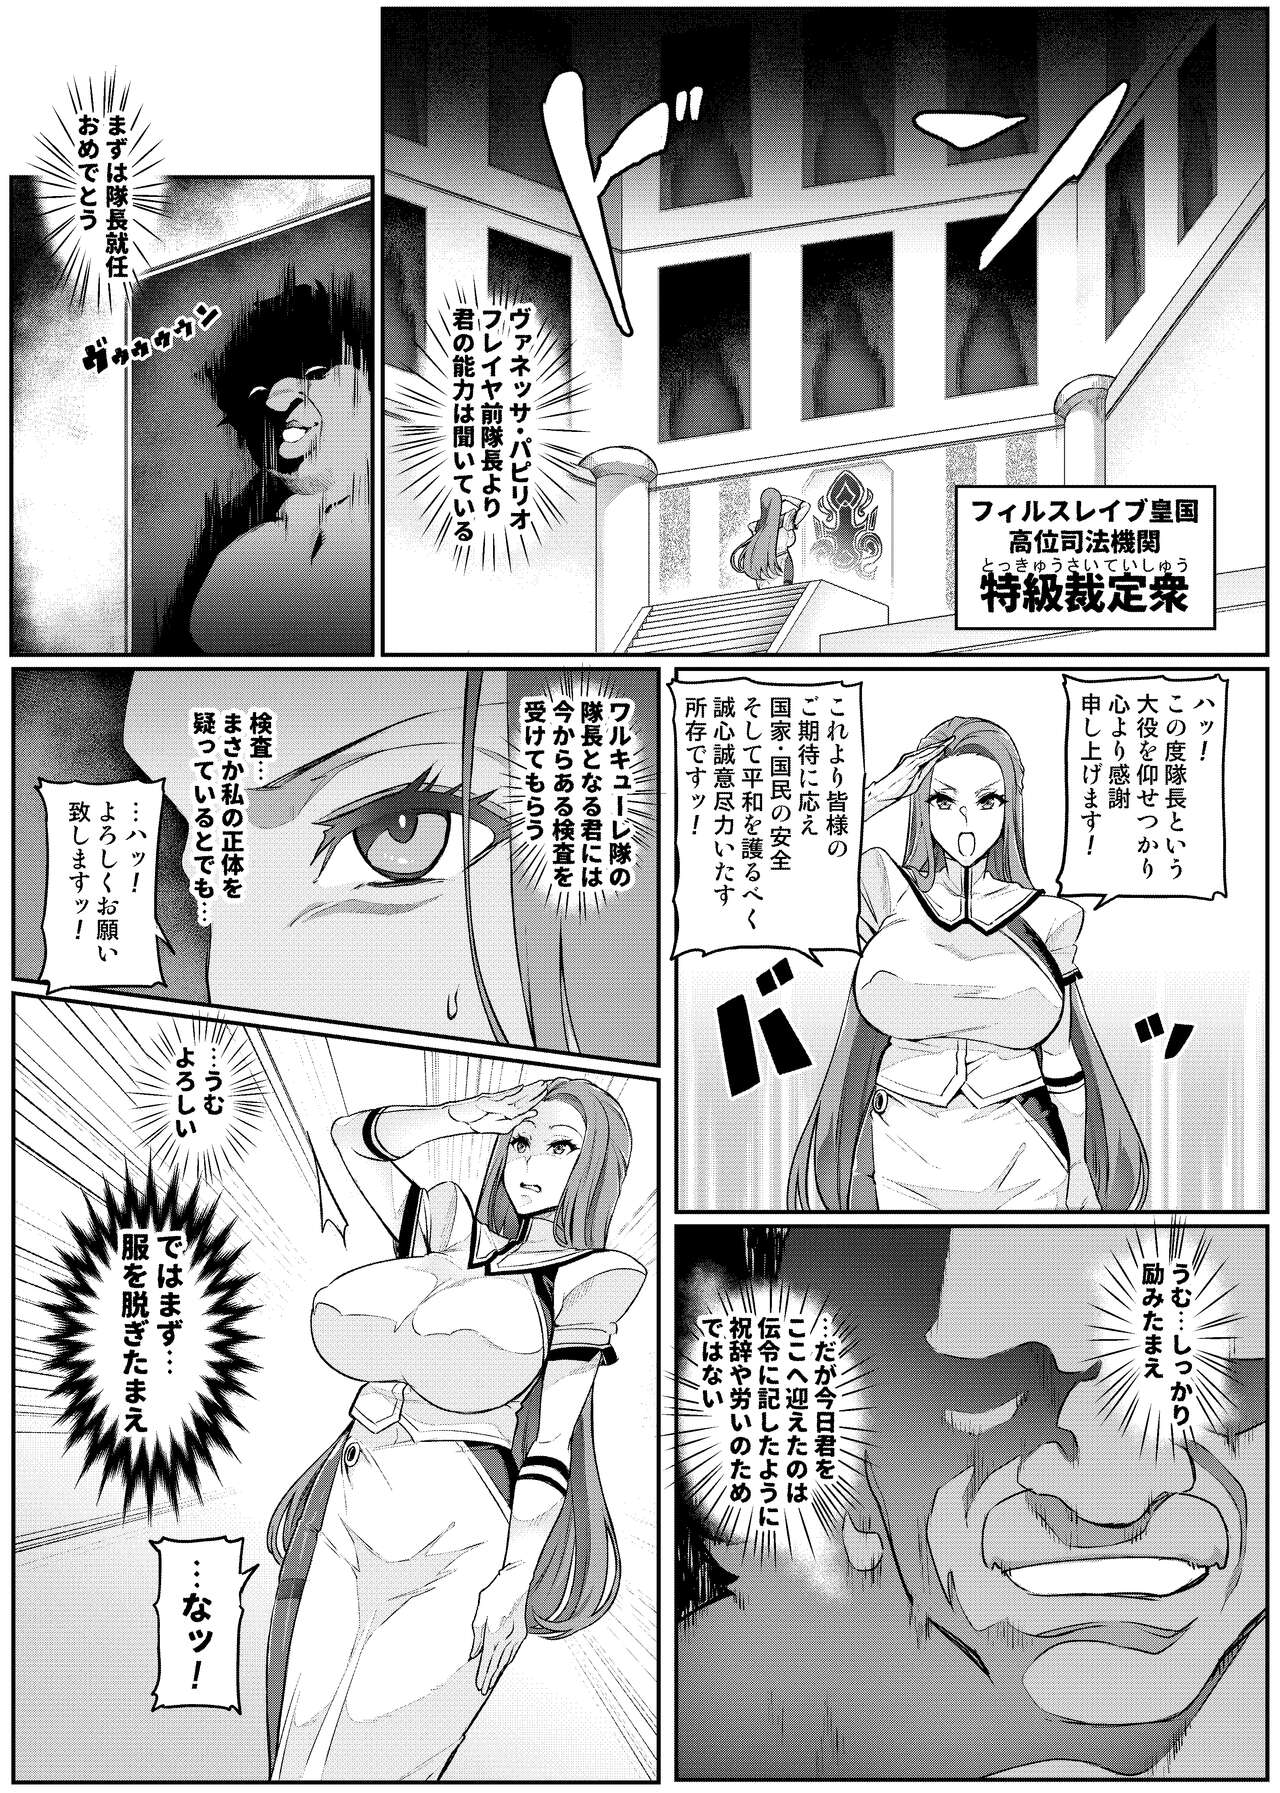 ドーン
フィルスレイブ皇国
高位司法機関
とっきゅうさいていしゅう
特級裁定衆
ヴァネッサ・パピリオ
フレイヤ前隊長より
君の能力は聞いている
まずは隊長就任
おめでとう
ヴゥゥゥゥン
ハッ！
この度隊長という
大役を仰せつかり
心より感謝
申し上げます！
これより皆様の
ご期待に応え
国家・国民の安全
そして平和を護るべく
誠心誠意尽力いたす
所存ですッ！
バッ
うむ…しっかり
励みたまえ
…だが今日君を
ここへ迎えたのは
伝令に記したように
祝辞や労いのため
ではない
ワルキューレ隊の
隊長となる君には
今からある検査を
受けてもらう
検査…
まさか私の正体を
疑っているとでも…
…ハッ！
よろしくお願い
致しますッ！
…うむ
よろしい
ではまず…
服を脱ぎたまえ
…なッ！